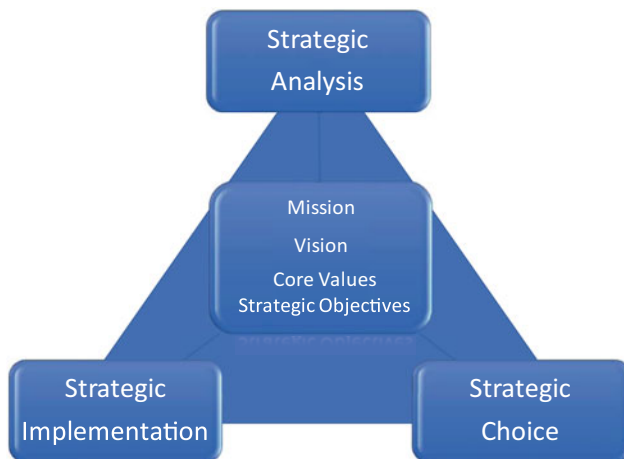 Strategic
Analysis
Mission
Vision
Core Values
Strategic Objectives
Strategic
Implementation
Strategic
Choice